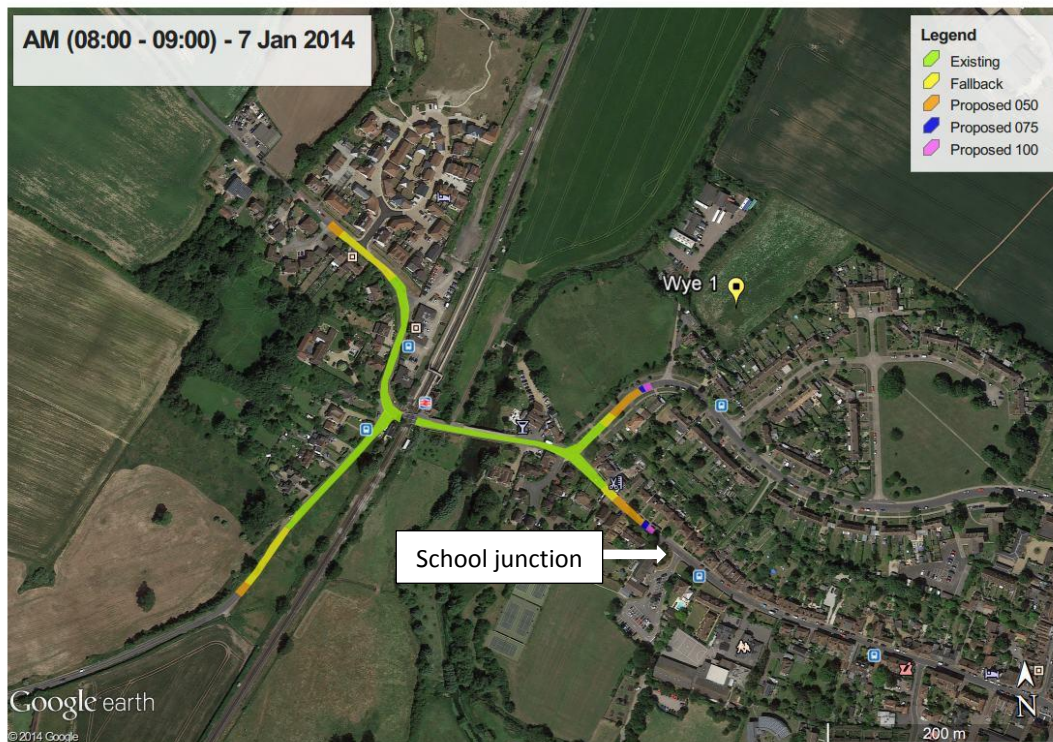 AM (08:00 - 09:00) - 7 Jan 2014
Legend
Existing
Fallback
Proposed 050
Proposed 075
Proposed 100
Wye 1
School junction
Google earth
© 2014 Google
N
200 m